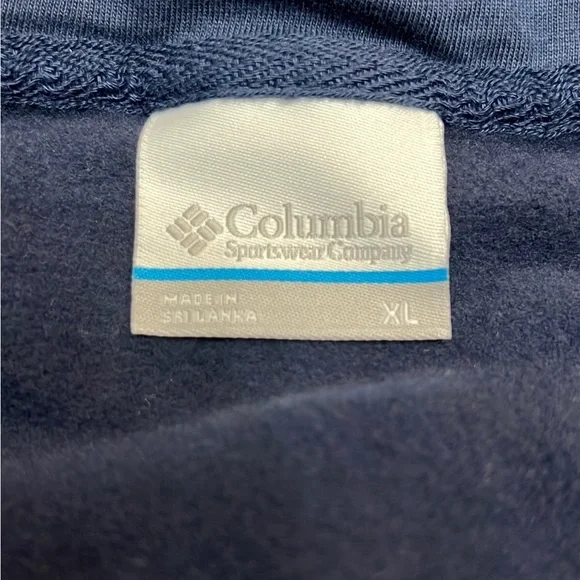 Columbia
Sportswear Company
MADE IN
SRI LANKA
XL